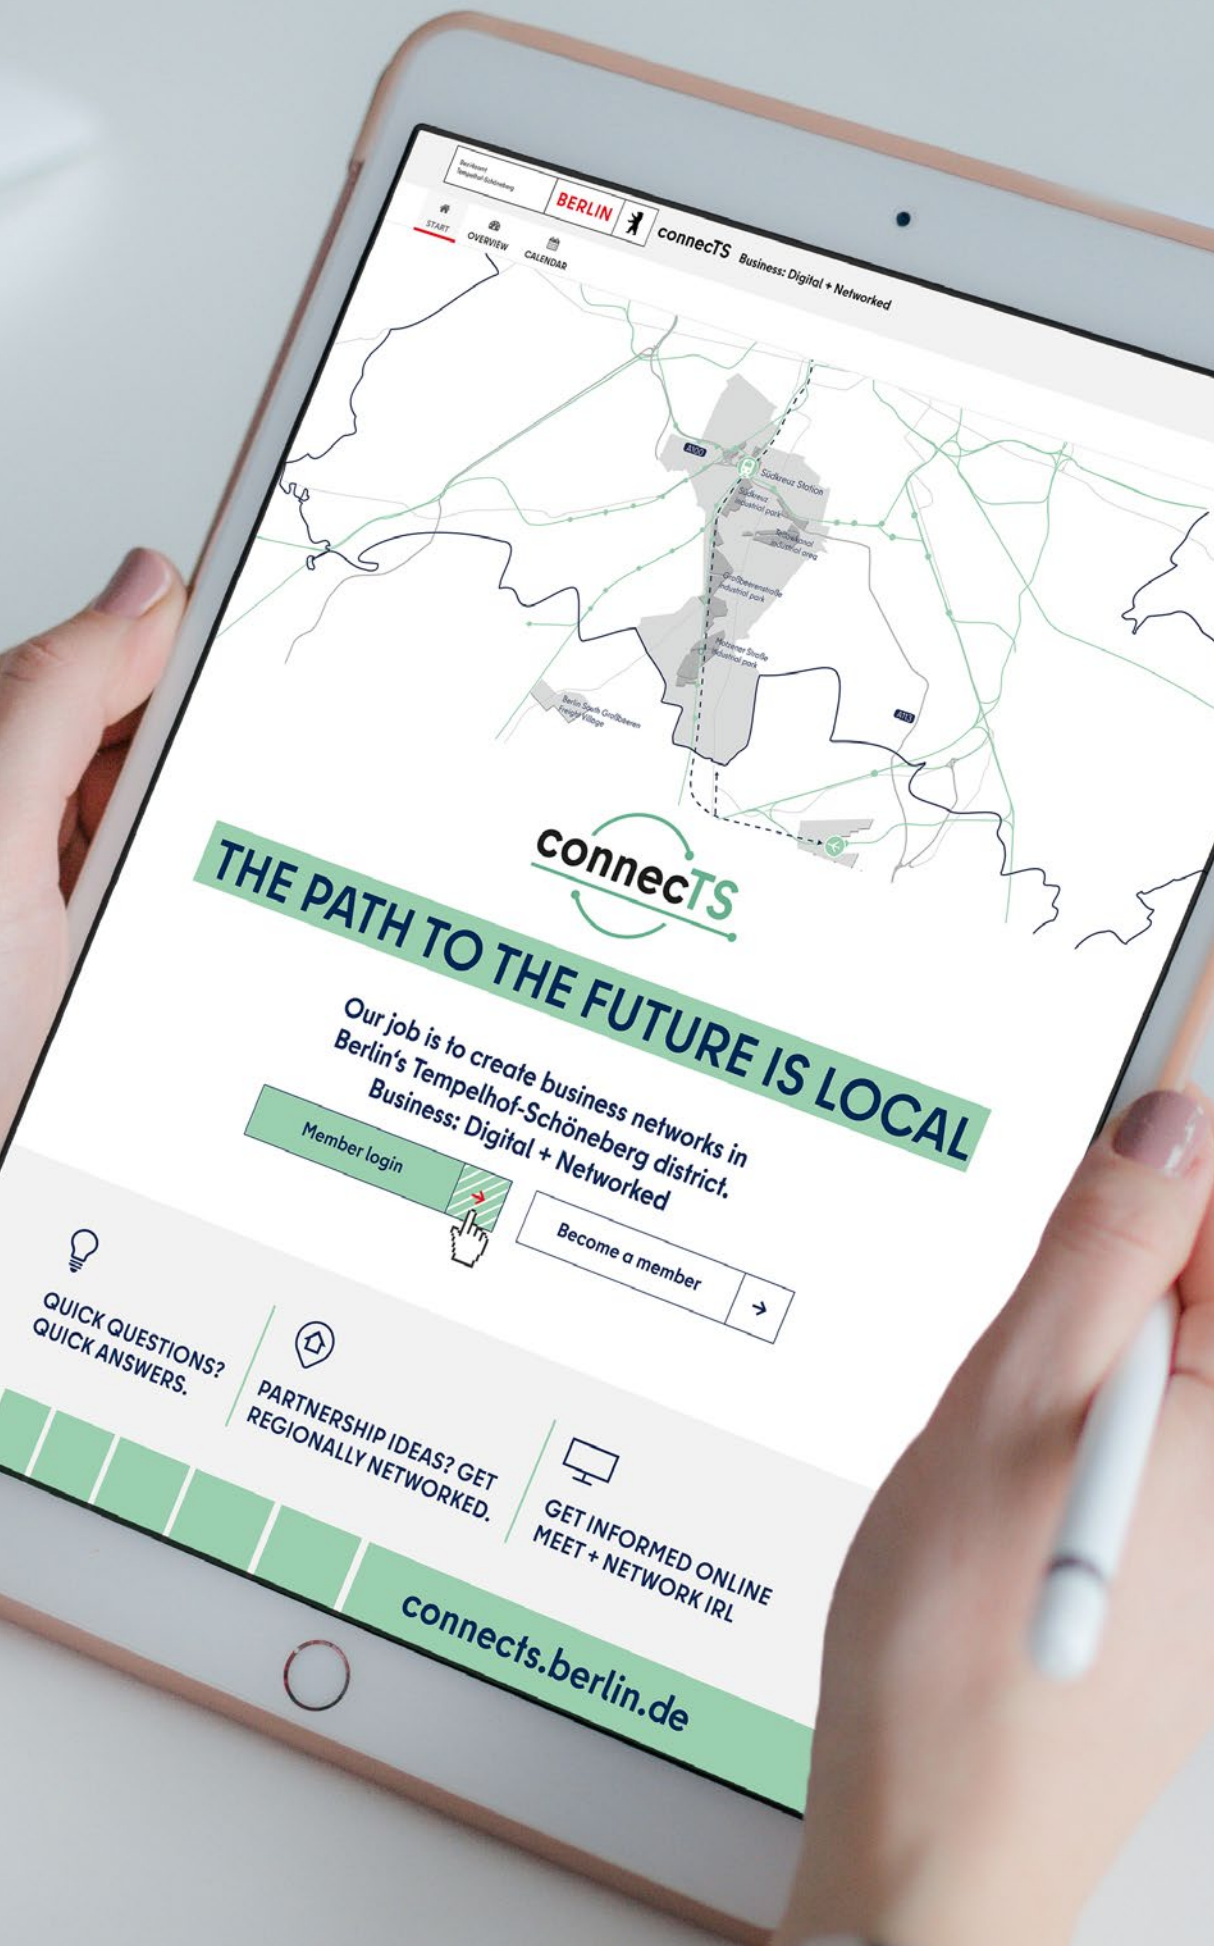 Bezirksamt
Tempelhof-Schöneberg
BERLIN
connecTS Business: Digital + Networked
START
OVERVIEW
CALENDAR
A100
Südkreuz Station
Südkreuz
industrial park
Teltowkanal
industrial area
Großbeerenstraße
industrial park
Motzener Straße
industrial park
Berlin South Großbeeren
Freight Village
A113
connecTS
THE PATH TO THE FUTURE IS LOCAL
Our job is to create business networks in
Berlin‘s Tempelhof-Schöneberg district.
Business: Digital + Networked
Member login
Become a member
QUICK QUESTIONS?
QUICK ANSWERS.
PARTNERSHIP IDEAS? GET
REGIONALLY NETWORKED.
GET INFORMED ONLINE
MEET + NETWORK IRL
connects.berlin.de